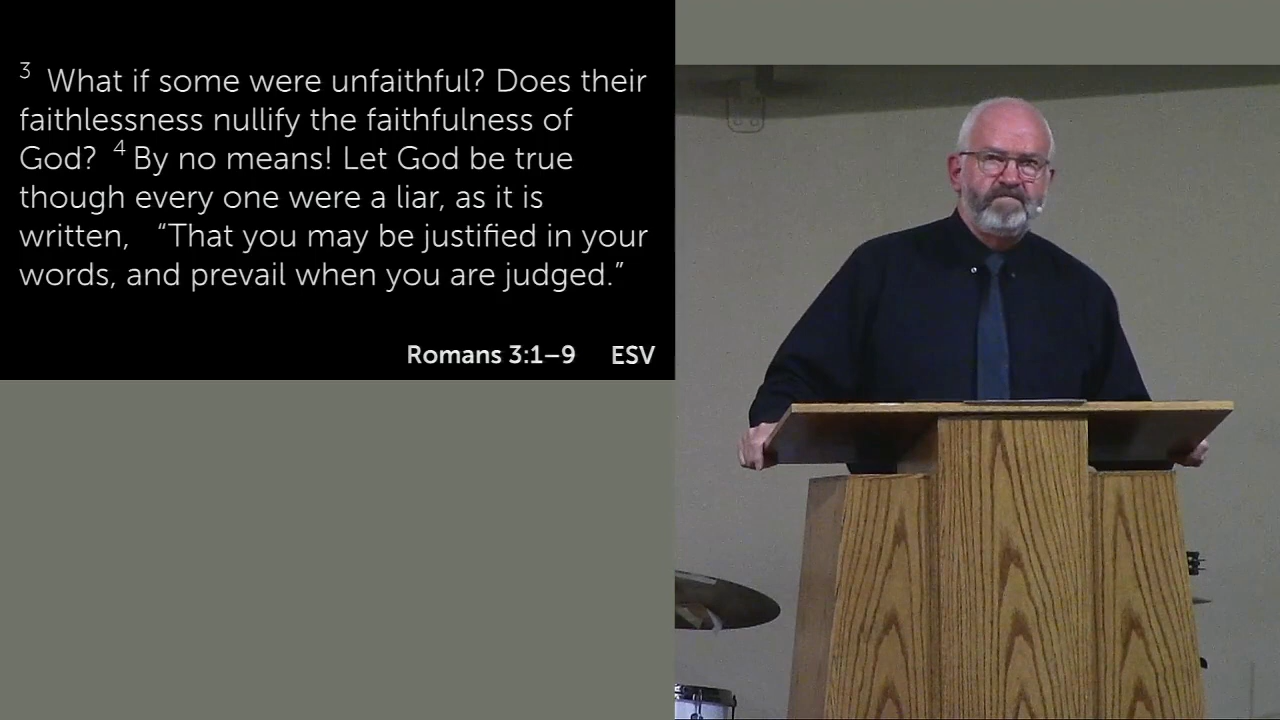 3 What if some were unfaithful? Does their
faithlessness nullify the faithfulness of
God? 4 By no means! Let God be true
though every one were a liar, as it is
written, “That you may be justified in your
words, and prevail when you are judged.”
Romans 3:1–9 ESV